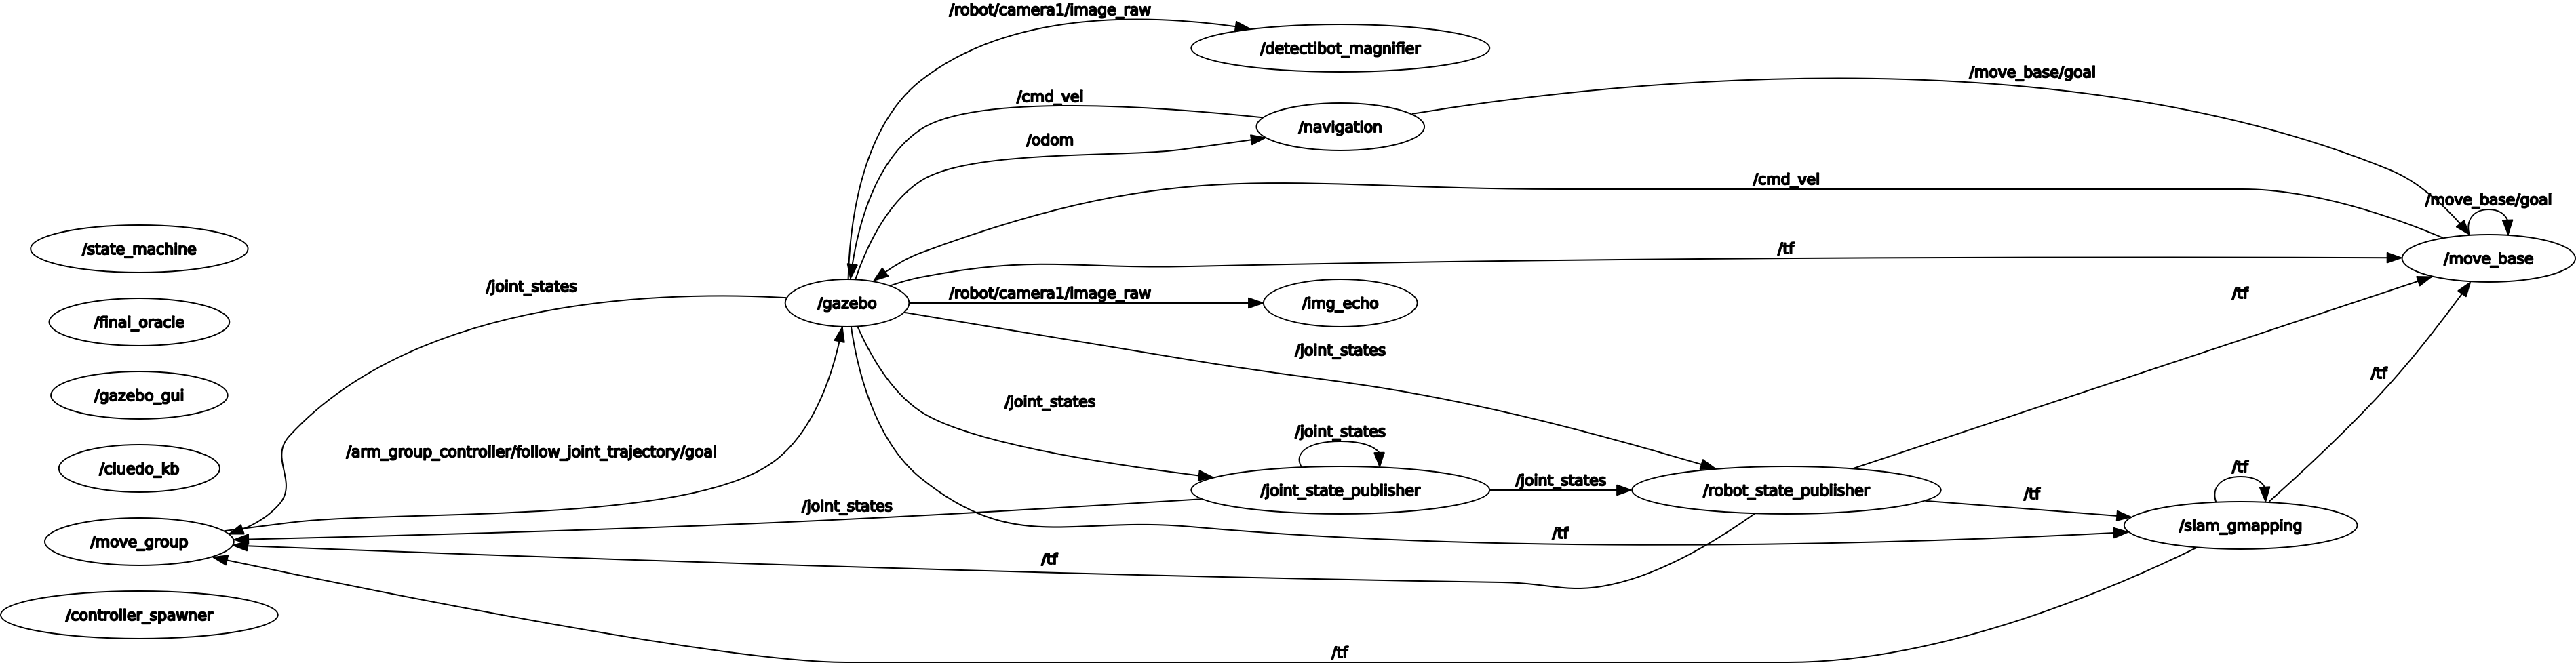 /robot/camera1/image_raw
/detectibot_magnifier
/move_base/goal
/cmd_vel
/navigation
/odom
/cmd_vel
/move_base/goal
/state_machine
/tf
/move_base
/joint_states
/robot/camera1/image_raw
/tf
/gazebo
/img_echo
/final_oracle
/joint_states
/tf
/gazebo_gui
/joint_states
/joint_states
/arm_group_controller/follow_joint_trajectory/goal
/cluedo_kb
/tf
/joint_states
/joint_state_publisher
/robot_state_publisher
/tf
/joint_states
/slam_gmapping
/tf
/move_group
/tf
/controller_spawner
/tf